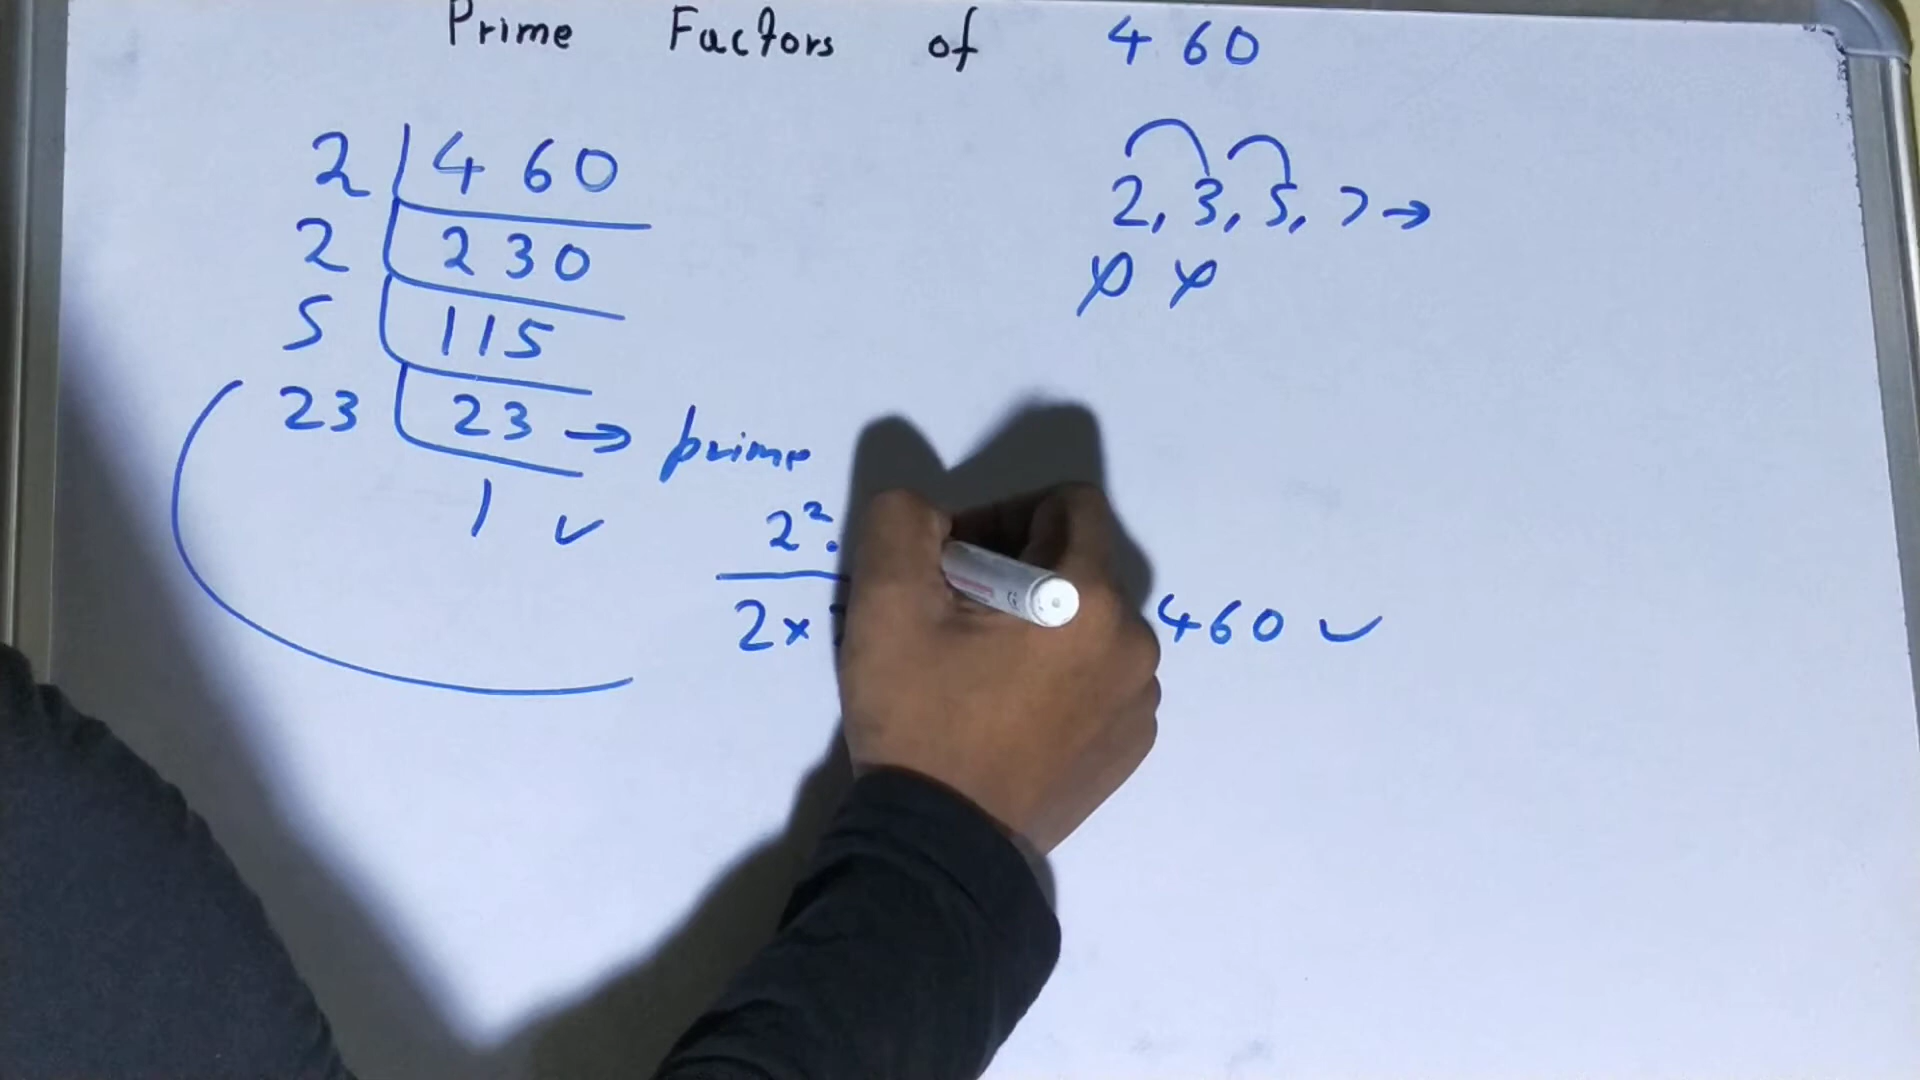 Prime Factors of 460
2 460
2 230
5 115
23 23 → prime
1 ✓
2, 3, 5, 7 →
2².
2 × 460 ✓